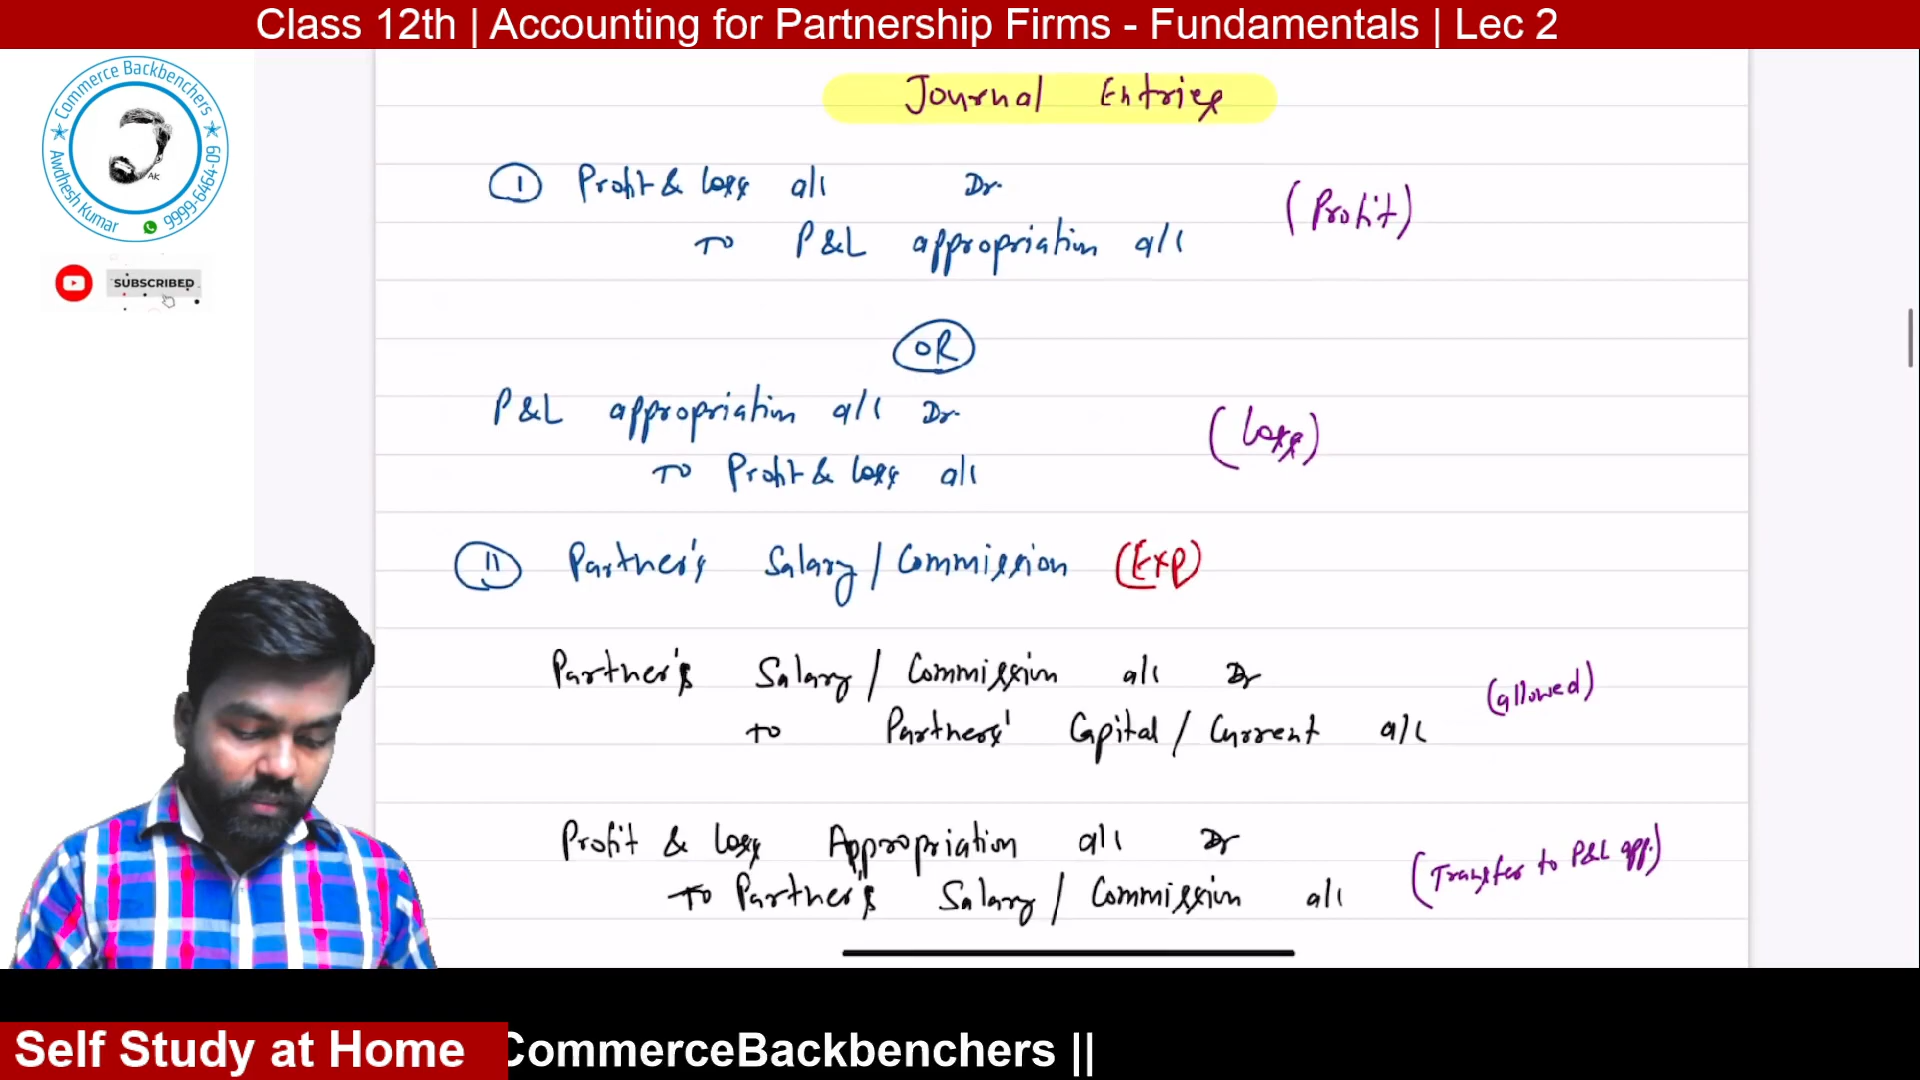 Class 12th | Accounting for Partnership Firms - Fundamentals | Lec 2
★ Commerce Backbenchers ★
Awdhesh Kumar 9999-6464-09
AK
SUBSCRIBED
Journal Entries
① Profit & Loss a/c Dr. (Profit)
To P&L appropriation a/c
OR
P&L appropriation a/c Dr. (Loss)
To Profit & Loss a/c
⑪ Partner's Salary/Commission (Exp)
Partner's Salary/Commission a/c Dr (allowed)
To Partners' Capital/Current a/c
Profit & Loss Appropriation a/c Dr (Transfer to P&L app.)
To Partner's Salary/Commission a/c
Self Study at Home CommerceBackbenchers ||